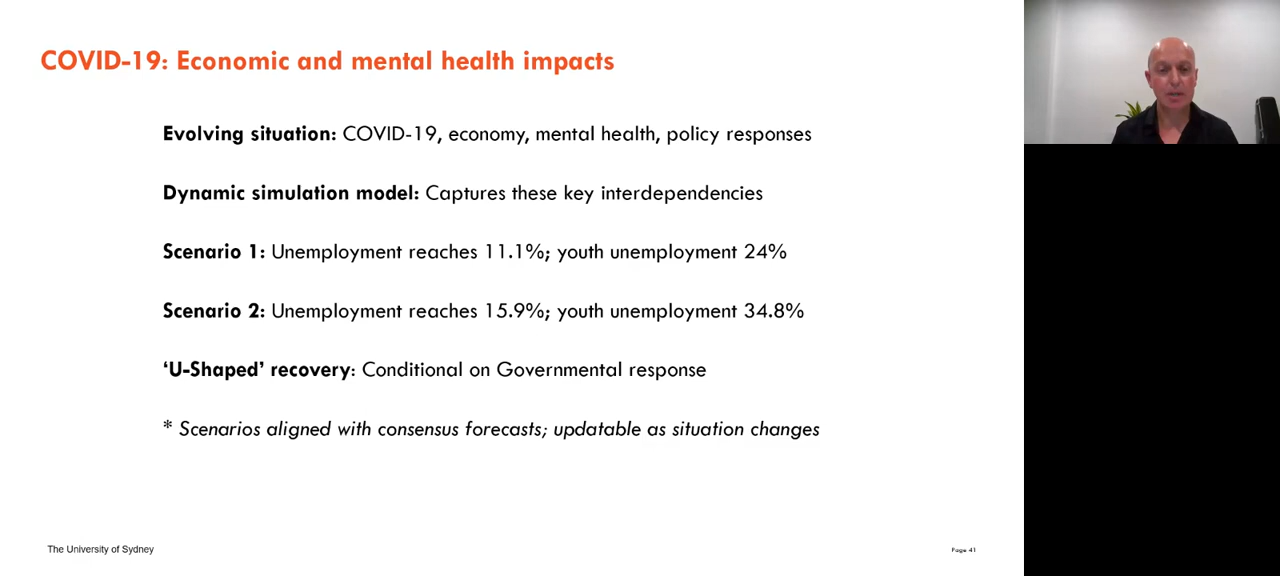 COVID-19: Economic and mental health impacts
Evolving situation: COVID-19, economy, mental health, policy responses
Dynamic simulation model: Captures these key interdependencies
Scenario 1: Unemployment reaches 11.1%; youth unemployment 24%
Scenario 2: Unemployment reaches 15.9%; youth unemployment 34.8%
‘U-Shaped’ recovery: Conditional on Governmental response
* Scenarios aligned with consensus forecasts; updatable as situation changes
The University of Sydney
Page 41